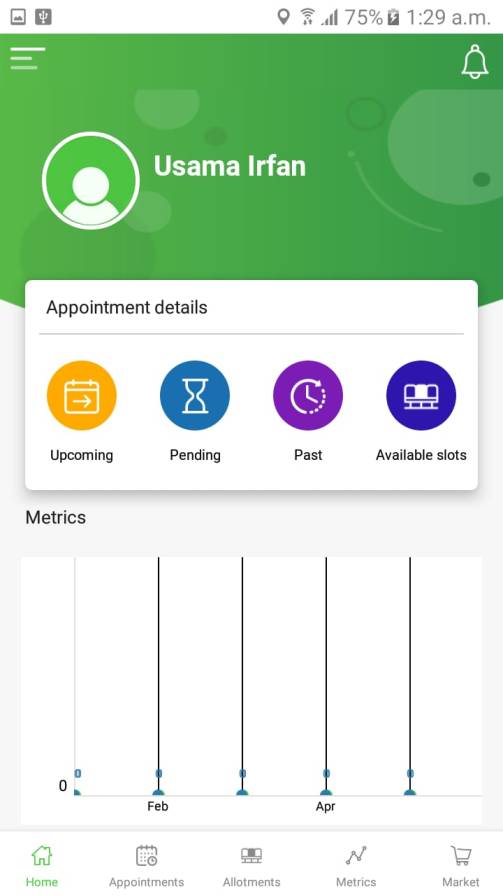 75% 1:29 a.m.
Usama Irfan
Appointment details
Upcoming Pending Past Available slots
Metrics
0 0 0 0 0
0
Feb Apr
Home Appointments Allotments Metrics Market